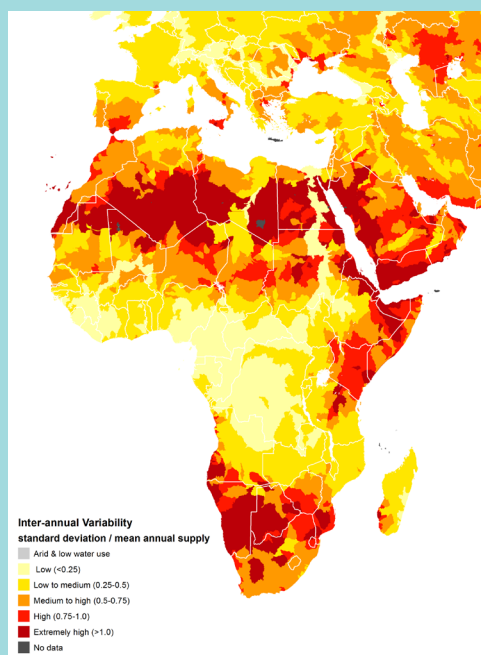 Inter-annual Variability
standard deviation / mean annual supply
Arid & low water use
Low (<0.25)
Low to medium (0.25-0.5)
Medium to high (0.5-0.75)
High (0.75-1.0)
Extremely high (>1.0)
No data